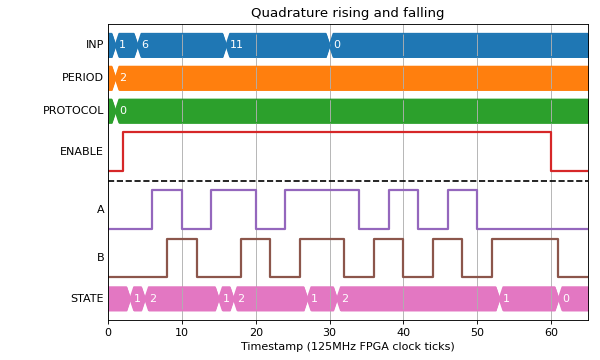 Quadrature rising and falling
INP 1 6 11 0
PERIOD 2
PROTOCOL 0
ENABLE
A
B
STATE 1 2 1 2 1 2 1 0
0 10 20 30 40 50 60
Timestamp (125MHz FPGA clock ticks)